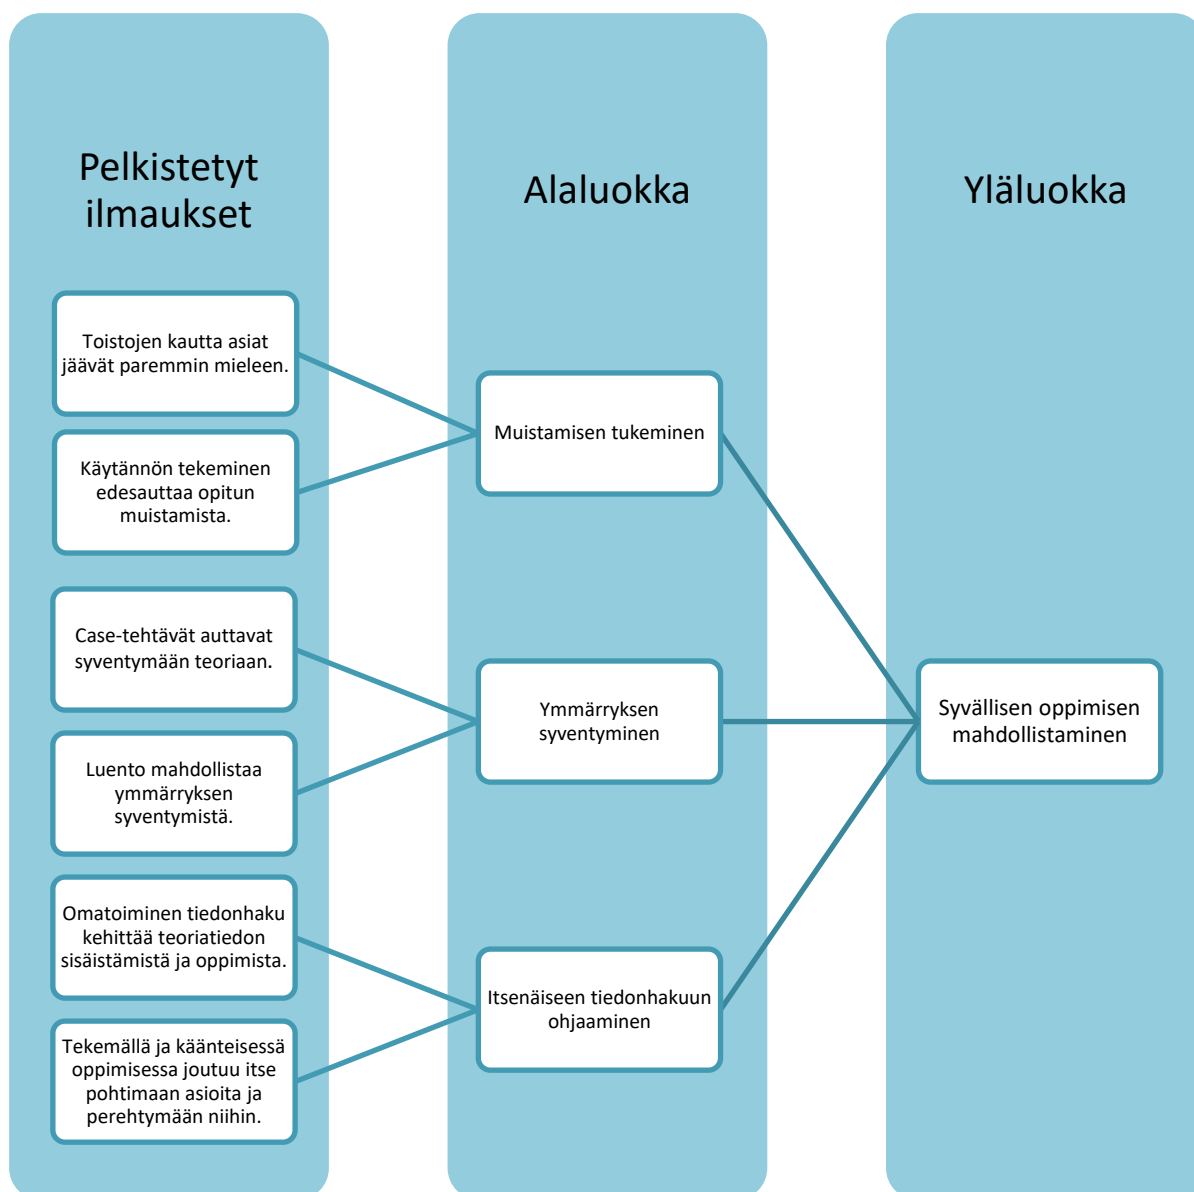 Pelkistetyt
ilmaukset
Toistojen kautta asiat
jäävät paremmin mieleen.
Käytännön tekeminen
edesauttaa opitun
muistamista.
Case-tehtävät auttavat
syventymään teoriaan.
Luento mahdollistaa
ymmärryksen
syventymistä.
Omatoiminen tiedonhaku
kehittää teoriatiedon
sisäistämistä ja oppimista.
Tekemällä ja käänteisessä
oppimisessa joutuu itse
pohtimaan asioita ja
perehtymään niihin.
Alaluokka
Muistamisen tukeminen
Ymmärryksen
syventyminen
Itsenäiseen tiedonhakuun
ohjaaminen
Yläluokka
Syvällisen oppimisen
mahdollistaminen